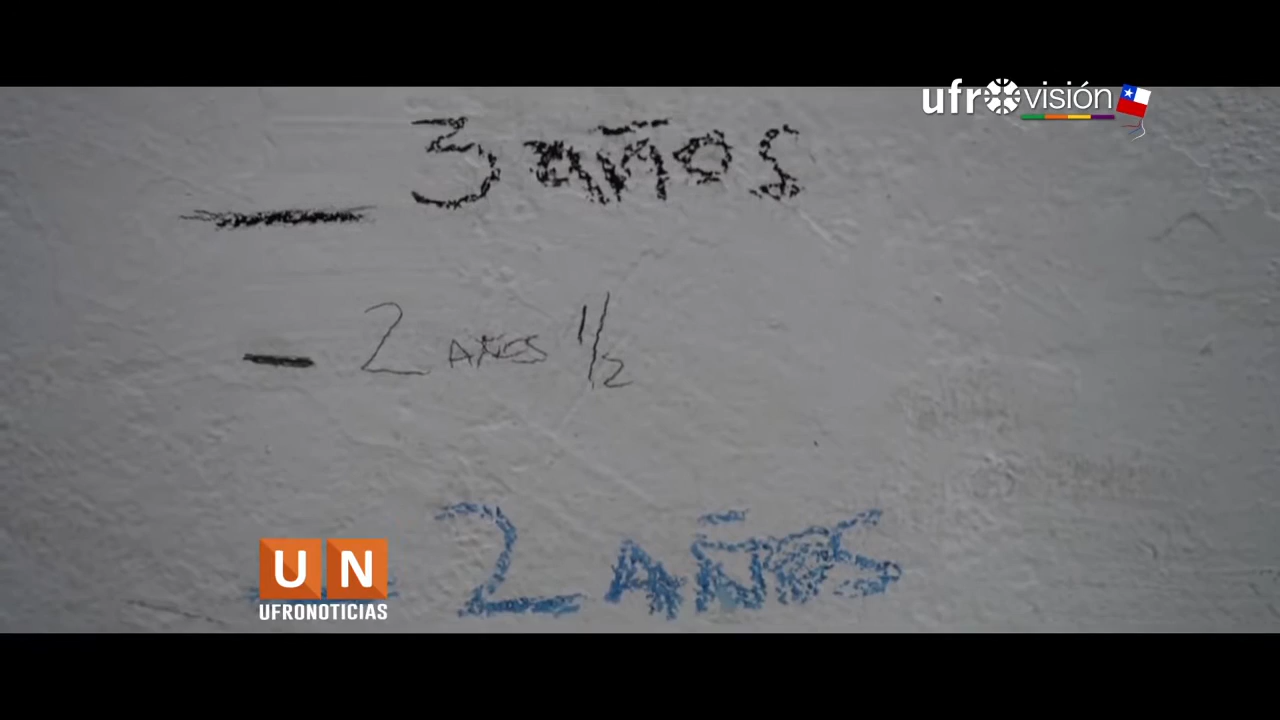 ufrovisión
3 AÑOS
2 AÑOS 1/2
2 AÑOS
UN
UFRONOTICIAS